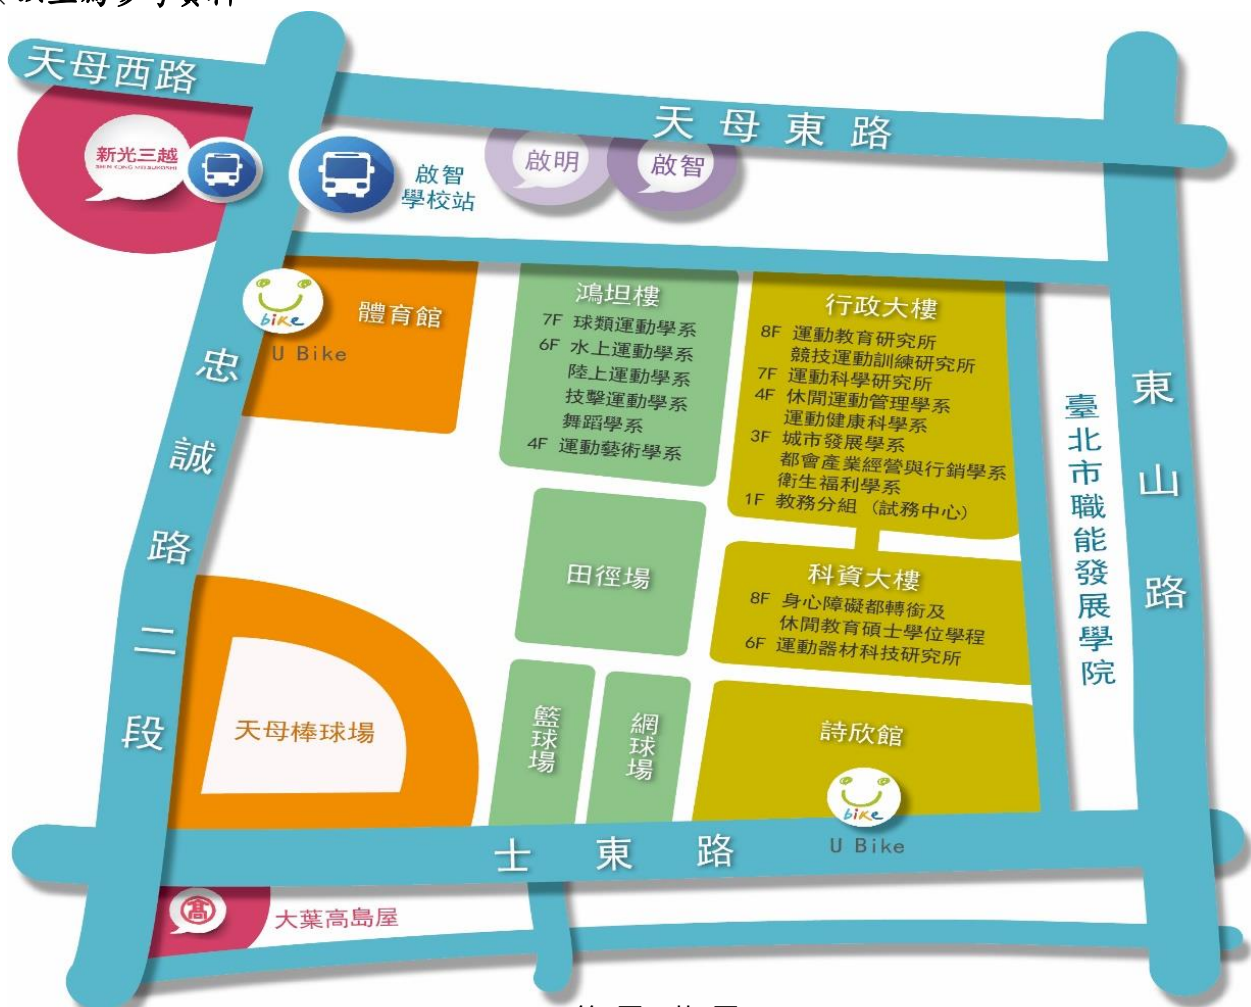 天母西路
天母東路
新光三越
SHIN KONG MITSUKOSHI
啟智
學校站
啟明
啟智
bike
U Bike
體育館
鴻坦樓
7F 球類運動學系
6F 水上運動學系
陸上運動學系
技擊運動學系
舞蹈學系
4F 運動藝術學系
行政大樓
8F 運動教育研究所
競技運動訓練研究所
7F 運動科學研究所
4F 休閒運動管理學系
運動健康科學系
3F 城市發展學系
都會產業經營與行銷學系
衛生福利學系
1F 教務分組（試務中心）
忠誠路二段
東山路
臺北市職能發展學院
田徑場
科資大樓
8F 身心障礙都轉銜及
休閒教育碩士學位學程
6F 運動器材科技研究所
天母棒球場
籃球場
網球場
詩欣館
bike
U Bike
士東路
髙
大葉高島屋